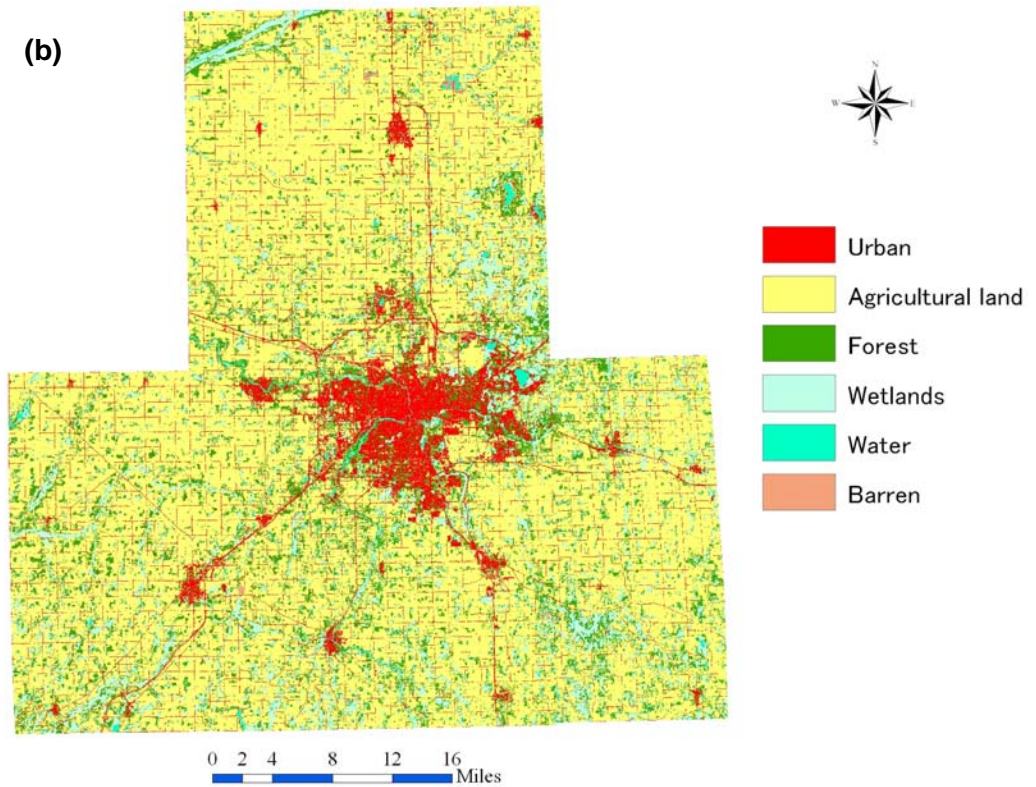 (b)
N
W E
S
Urban
Agricultural land
Forest
Wetlands
Water
Barren
0 2 4 8 12 16
Miles